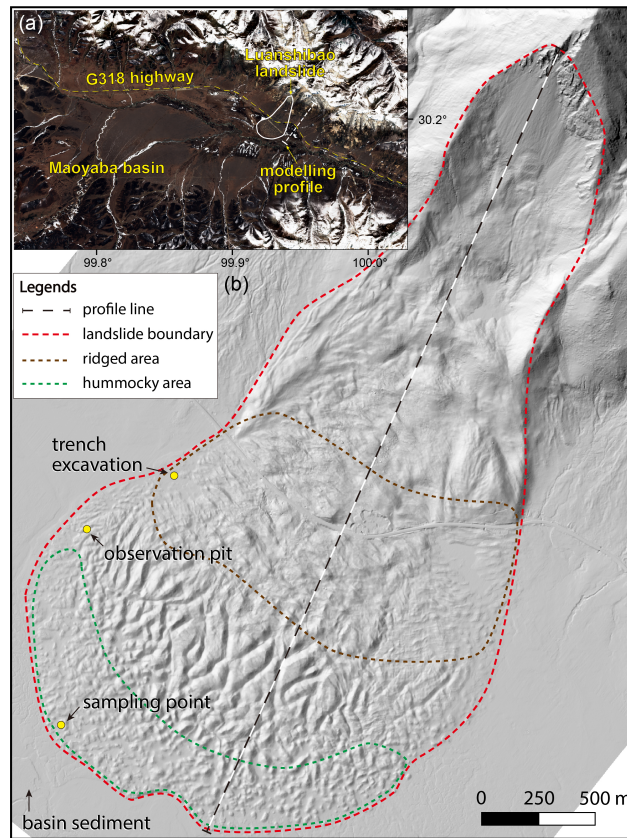 (a)
Luanshibao
landslide
G318 highway
30.2°
Maoyaba basin
modelling
profile
99.8°
99.9°
100.0°
(b)
Legends
profile line
landslide boundary
ridged area
hummocky area
trench
excavation
observation pit
sampling point
basin sediment
0 250 500 m